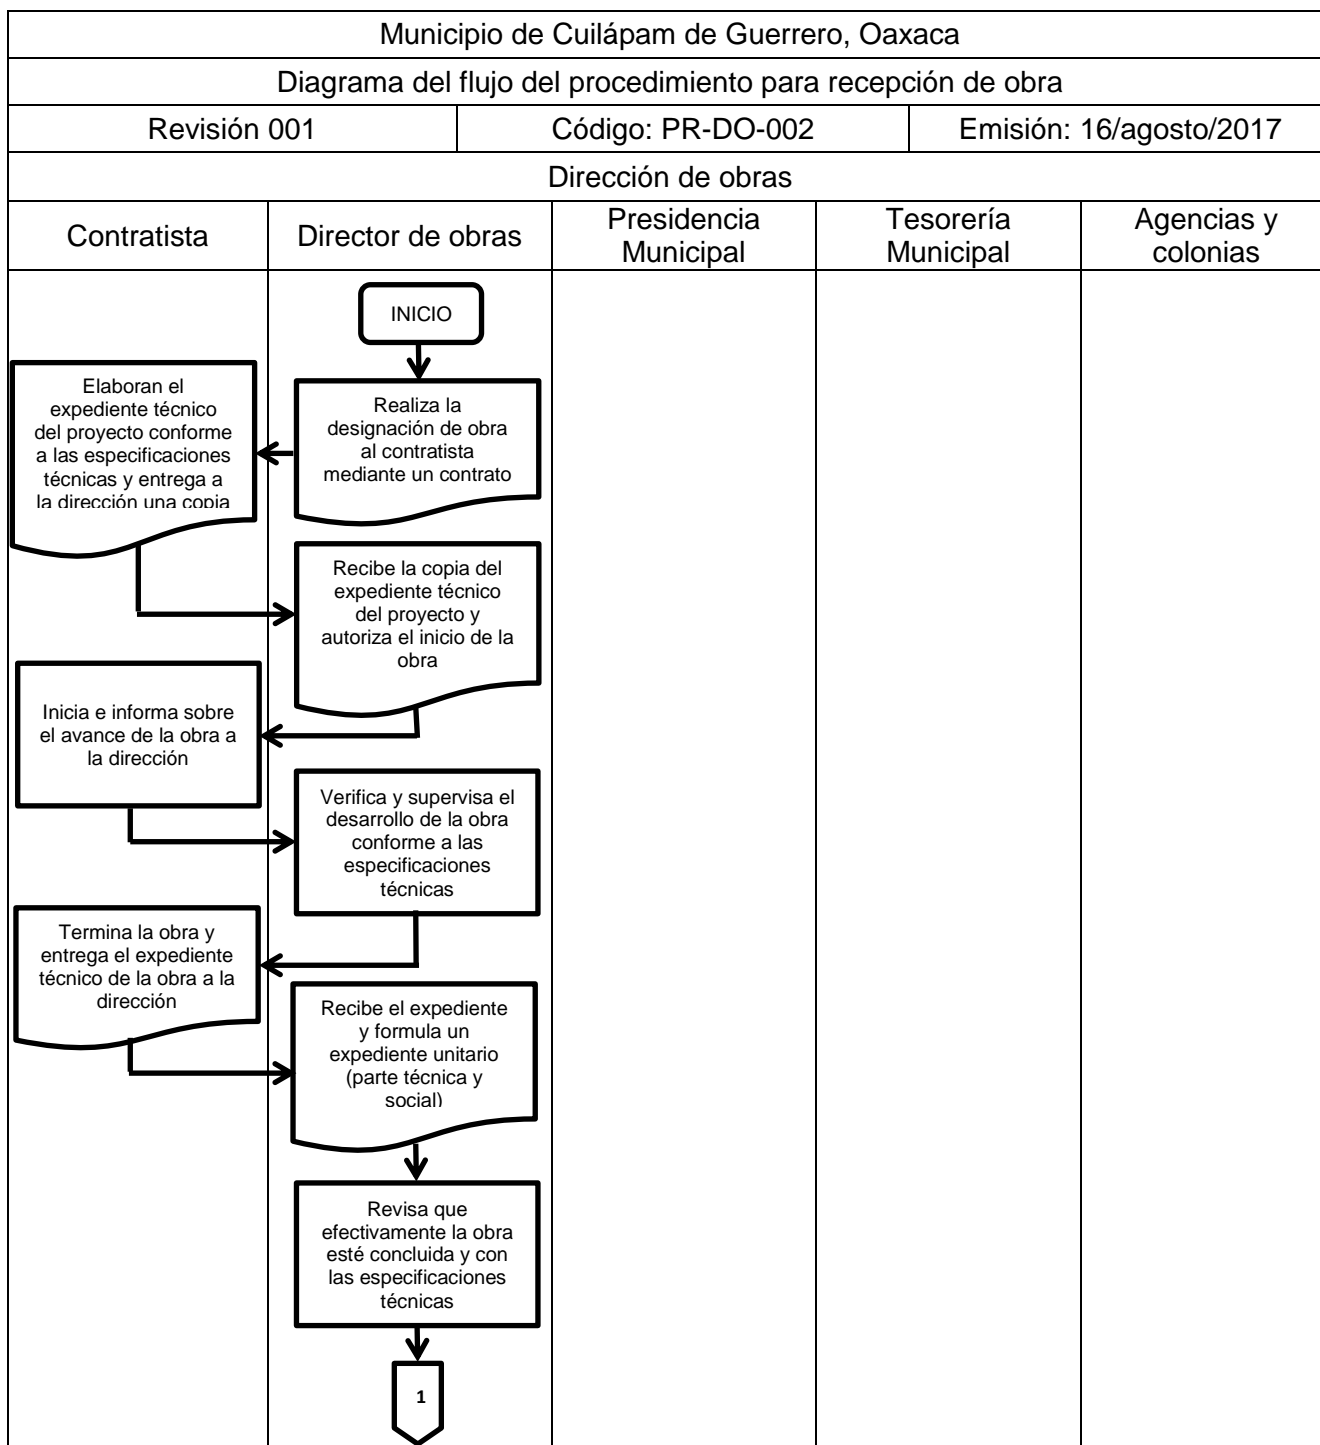 Municipio de Cuilápam de Guerrero, Oaxaca
Diagrama del flujo del procedimiento para recepción de obra
Revisión 001
Código: PR-DO-002
Emisión: 16/agosto/2017
Dirección de obras
Contratista
Director de obras
Presidencia
Municipal
Tesorería
Municipal
Agencias y
colonias
INICIO
Realiza la
designación de obra
al contratista
mediante un contrato
Elaboran el
expediente técnico
del proyecto conforme
a las especificaciones
técnicas y entrega a
la dirección una copia
Recibe la copia del
expediente técnico
del proyecto y
autoriza el inicio de la
obra
Inicia e informa sobre
el avance de la obra a
la dirección
Verifica y supervisa el
desarrollo de la obra
conforme a las
especificaciones
técnicas
Termina la obra y
entrega el expediente
técnico de la obra a la
dirección
Recibe el expediente
y formula un
expediente unitario
(parte técnica y
social)
Revisa que
efectivamente la obra
esté concluida y con
las especificaciones
técnicas
1